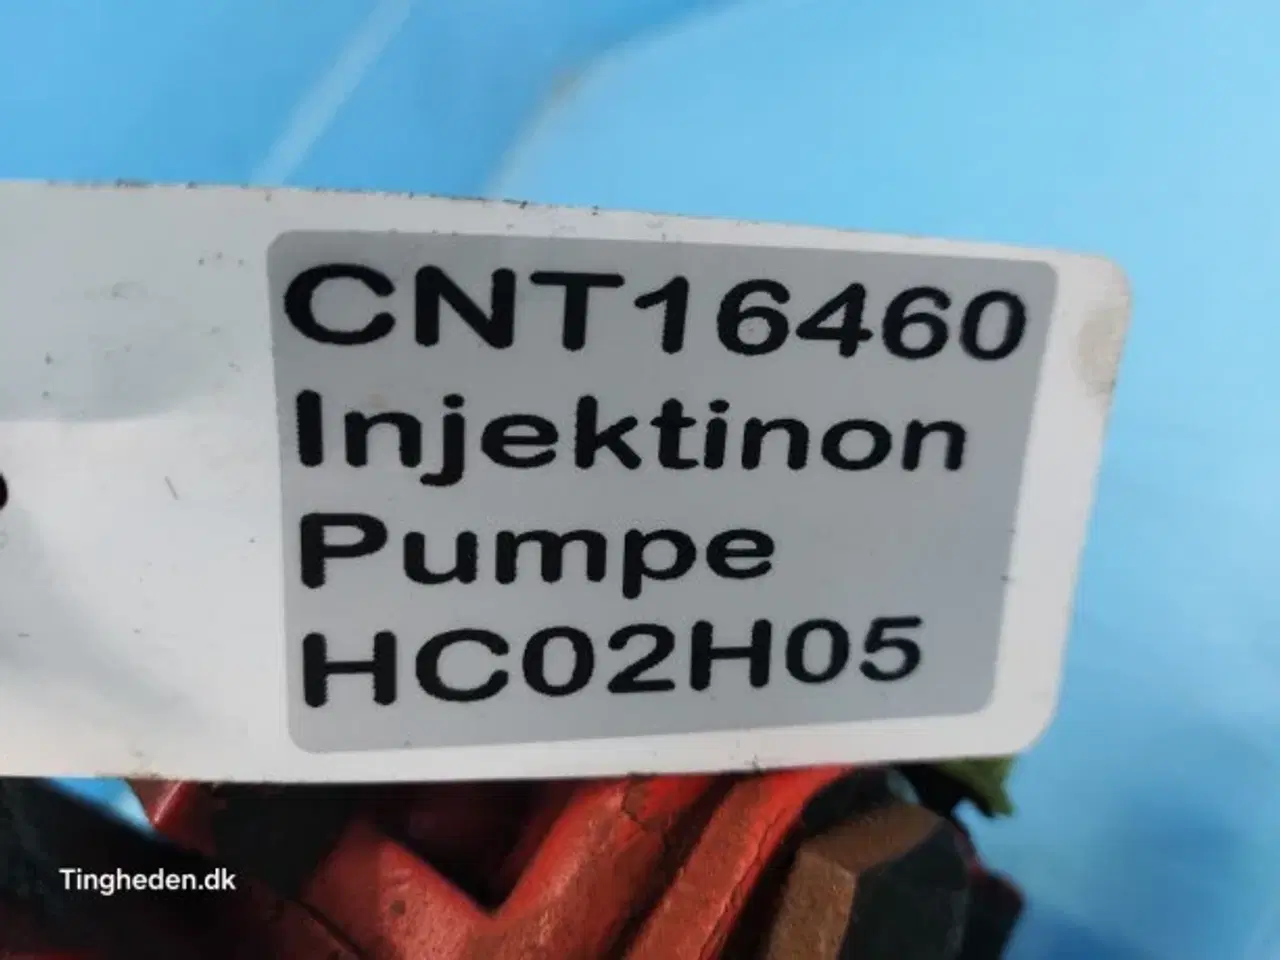 CNT16460
Injektinon
Pumpe
HC02H05
Tingheden.dk